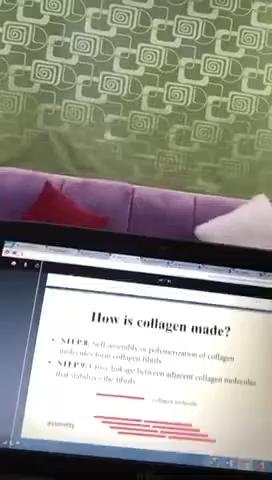 How is collagen made?
• STEP 8: Self assembly or polymerization of collagen
molecules form collagen fibrils.
• STEP 9: Cross linkage between adjacent collagen molecules
that stabilizes the fibrils.
collagen molecule
assembly